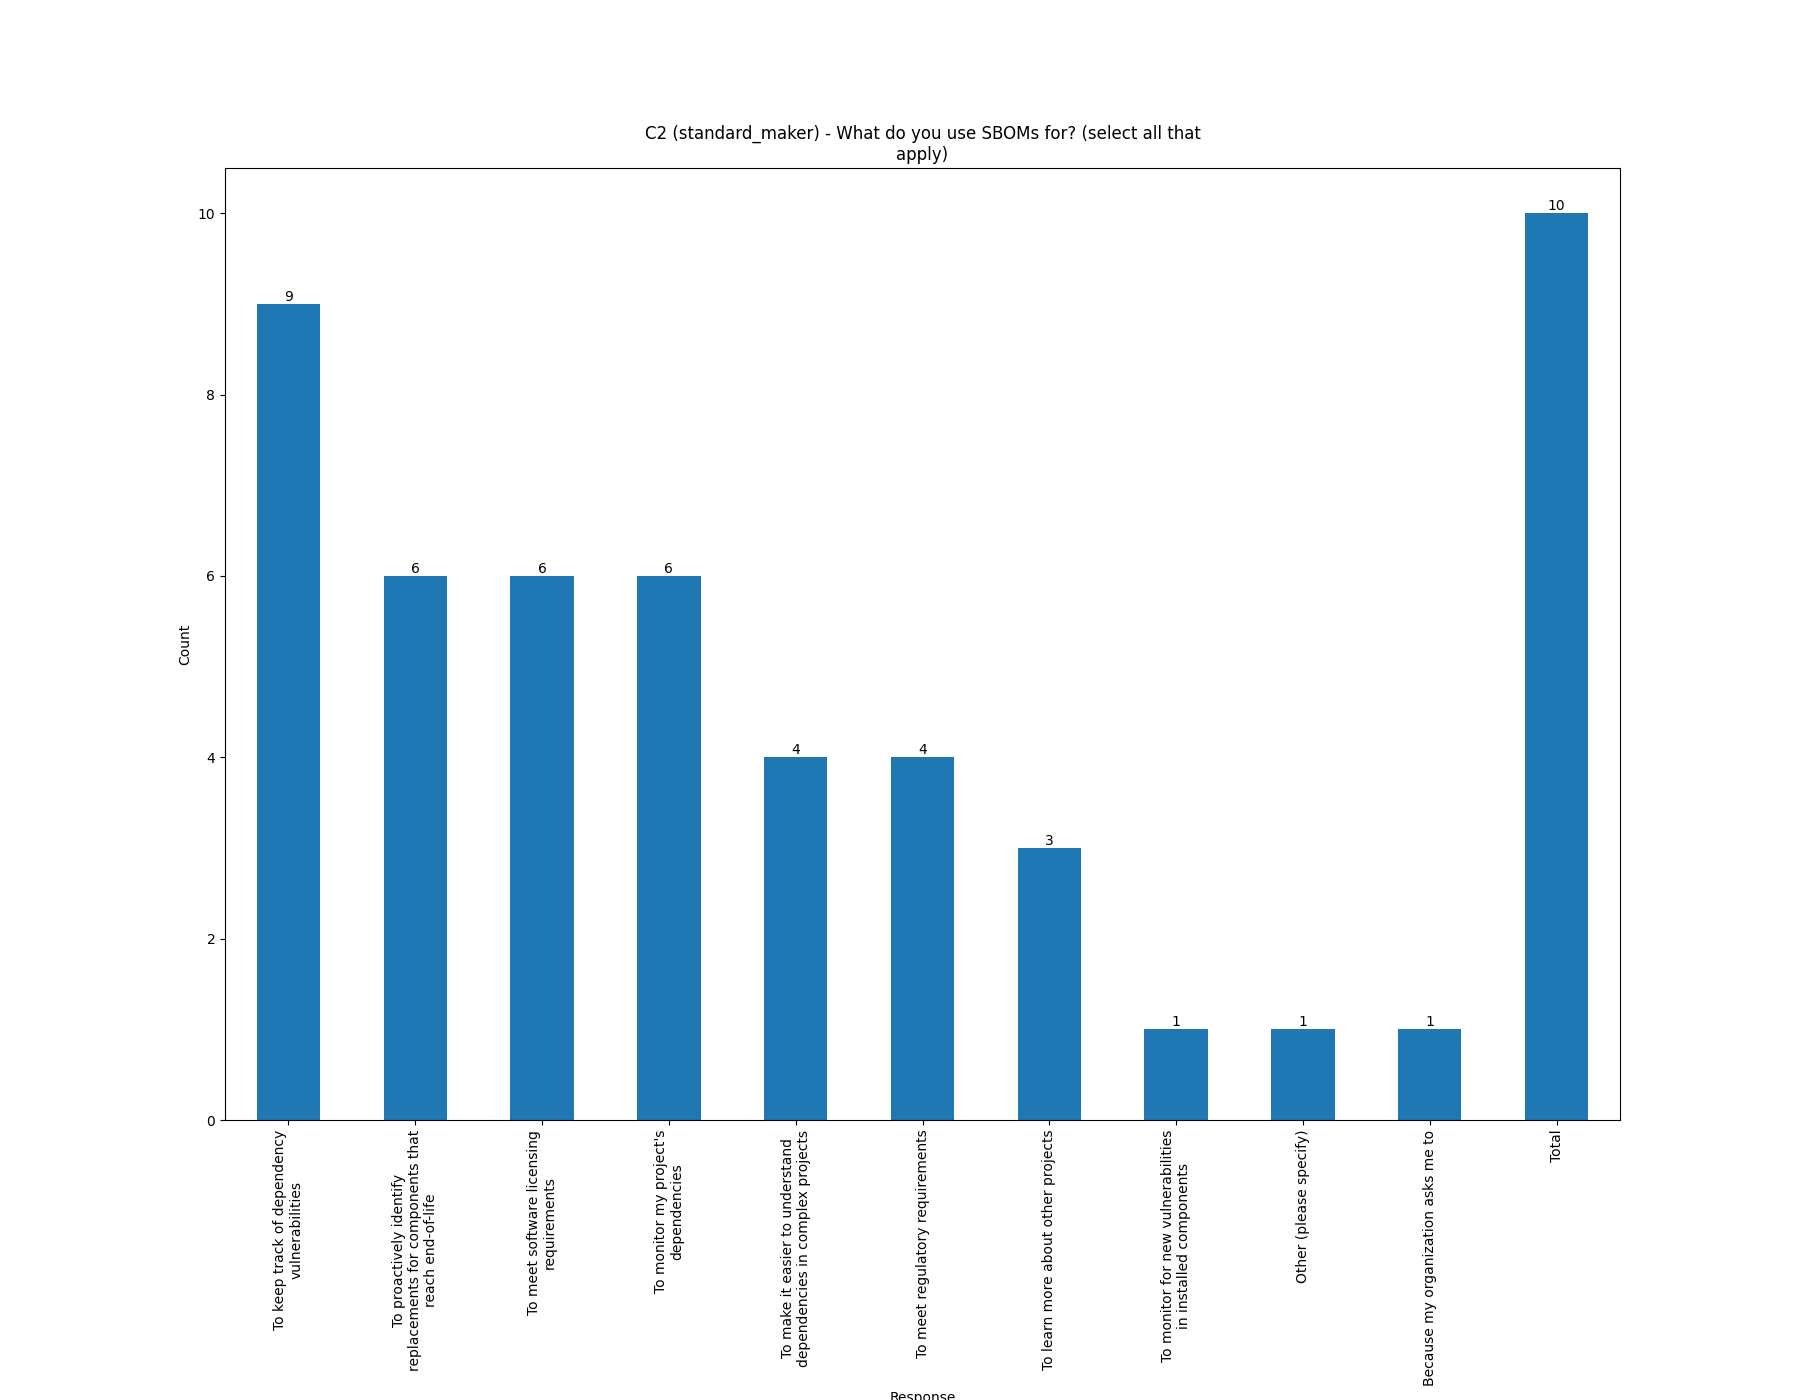 C2 (standard_maker) - What do you use SBOMs for? (select all that
apply)
10
8
6
4
2
0
Count
9
6
6
6
4
4
3
1
1
1
10
To keep track of dependency
vulnerabilities
To proactively identify
replacements for components that
reach end-of-life
To meet software licensing
requirements
To monitor my project's
dependencies
To make it easier to understand
dependencies in complex projects
To meet regulatory requirements
To learn more about other projects
To monitor for new vulnerabilities
in installed components
Other (please specify)
Because my organization asks me to
Total
Response